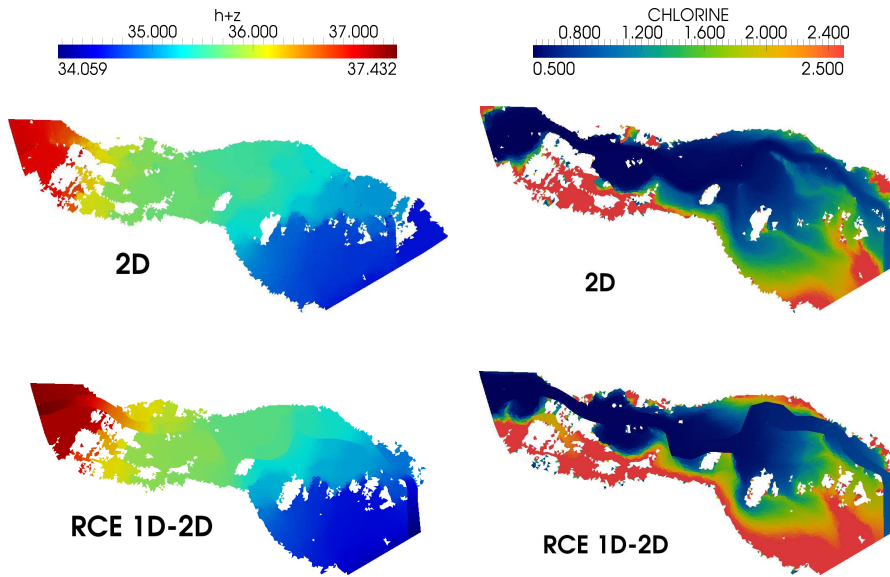 h+z
35.000 36.000 37.000
34.059 37.432
CHLORINE
0.800 1.200 1.600 2.000 2.400
0.500 2.500
2D
2D
RCE 1D-2D
RCE 1D-2D